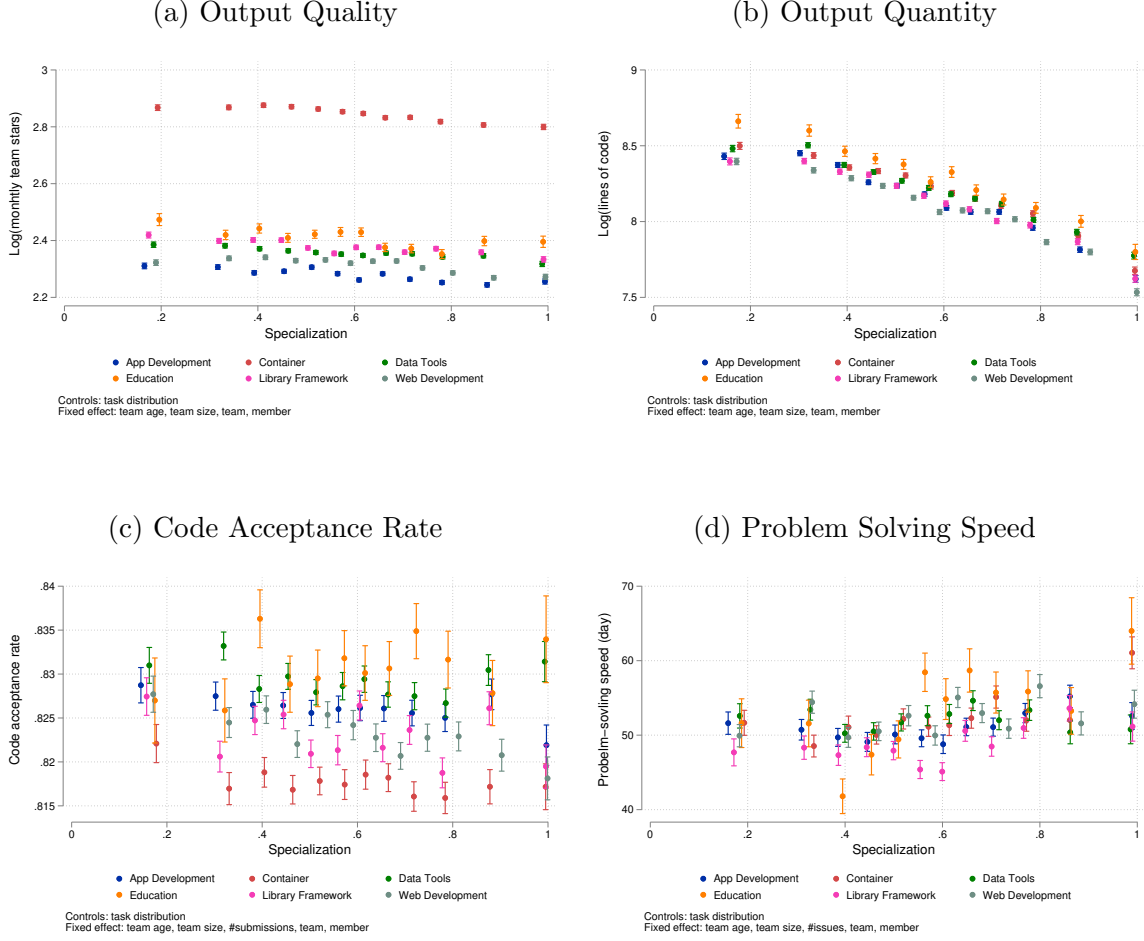 (a) Output Quality
Log(monhtly team stars)
3
2.8
2.6
2.4
2.2
0
.2
.4
.6
.8
1
Specialization
App Development
Container
Data Tools
Education
Library Framework
Web Development
Controls: task distribution
Fixed effect: team age, team size, team, member
(b) Output Quantity
Log(lines of code)
9
8.5
8
7.5
0
.2
.4
.6
.8
1
Specialization
App Development
Container
Data Tools
Education
Library Framework
Web Development
Controls: task distribution
Fixed effect: team age, team size, team, member
(c) Code Acceptance Rate
Code acceptance rate
.84
.835
.83
.825
.82
.815
0
.2
.4
.6
.8
1
Specialization
App Development
Container
Data Tools
Education
Library Framework
Web Development
Controls: task distribution
Fixed effect: team age, team size, #submissions, team, member
(d) Problem Solving Speed
Probelm−sovling speed (day)
70
60
50
40
0
.2
.4
.6
.8
1
Specialization
App Development
Container
Data Tools
Education
Library Framework
Web Development
Controls: task distribution
Fixed effect: team age, team size, #issues, team, member